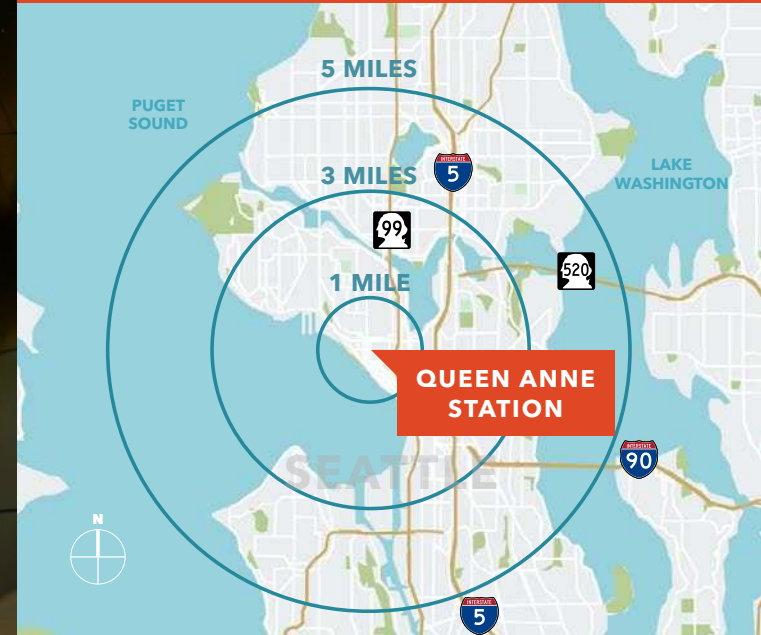 5 MILES
PUGET
SOUND
INTERSTATE
5
3 MILES
LAKE
WASHINGTON
99
520
1 MILE
QUEEN ANNE
STATION
INTERSTATE
90
SEATTLE
N
INTERSTATE
5